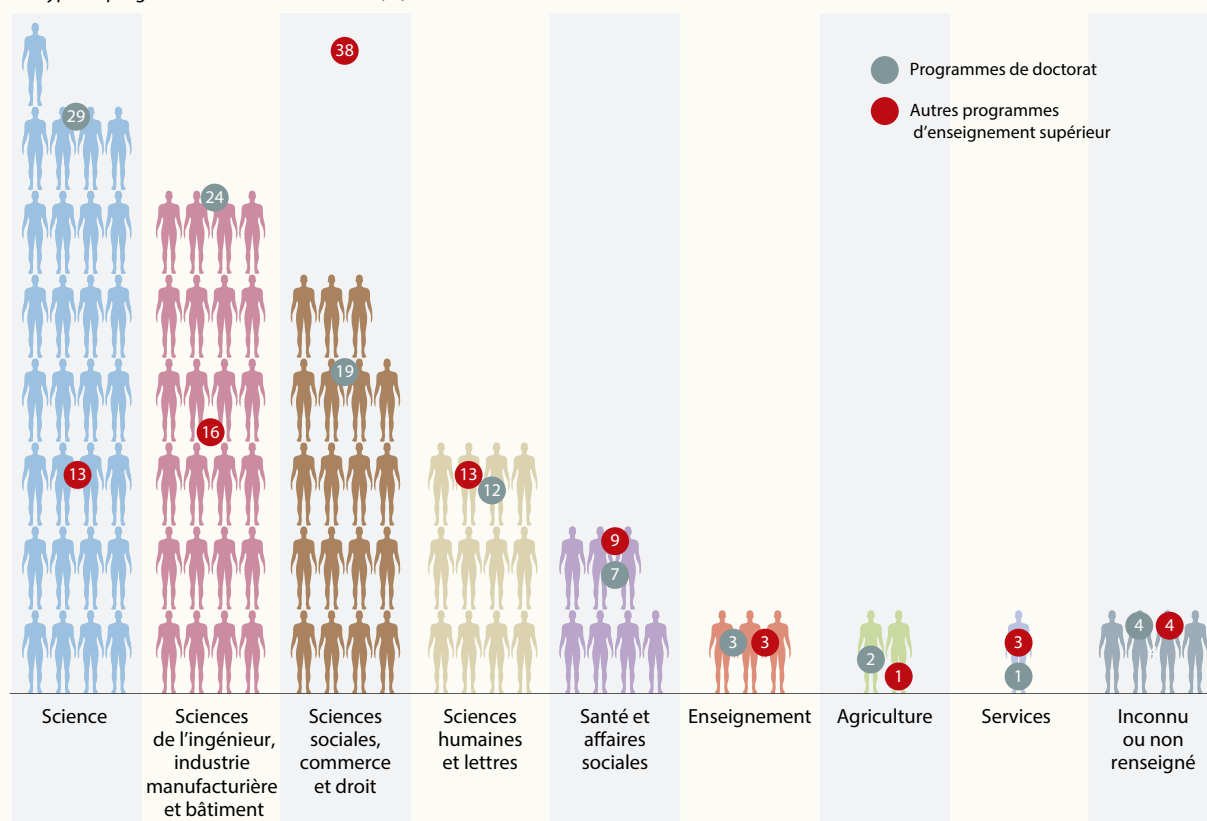 38
Programmes de doctorat
Autres programmes
d'enseignement supérieur
29
24
19
16
13
13
12
9
7
3
3
2
1
3
1
4
4
Science
Sciences
de l'ingénieur,
industrie
manufacturière
et bâtiment
Sciences
sociales,
commerce
et droit
Sciences
humaines
et lettres
Santé et
affaires
sociales
Enseignement
Agriculture
Services
Inconnu
ou non
renseigné